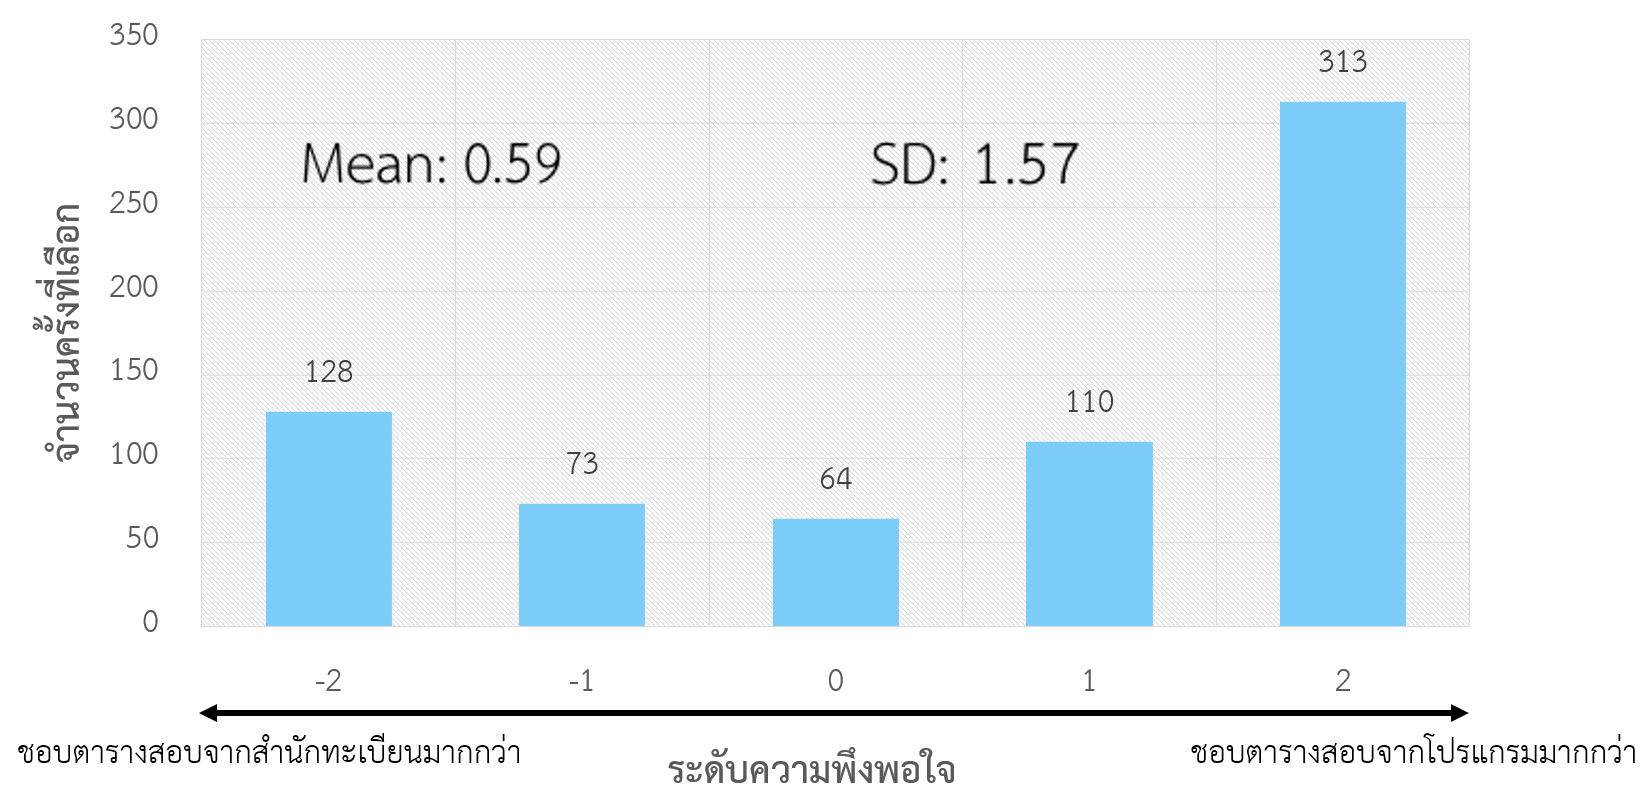 350
313
300
Mean: 0.59 SD: 1.57
250
200
150
128
110
100
73
64
50
0
จำนวนครั้งที่เลือก
-2 -1 0 1 2
ชอบตารางสอบจากสำนักทะเบียนมากกว่า
ชอบตารางสอบจากโปรแกรมมากกว่า
ระดับความพึงพอใจ